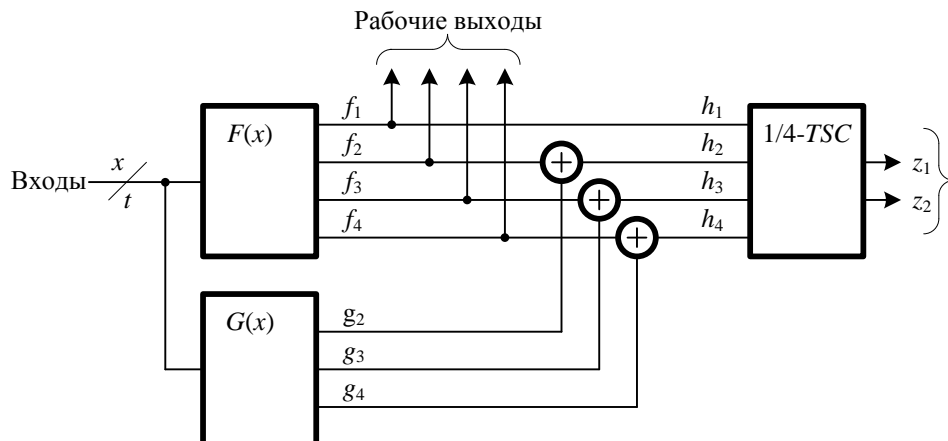 Рабочие выходы
f1
h1
F(x)
1/4-TSC
f2
h2
x
z1
Входы
f3
h3
z2
t
f4
h4
g2
G(x)
g3
g4